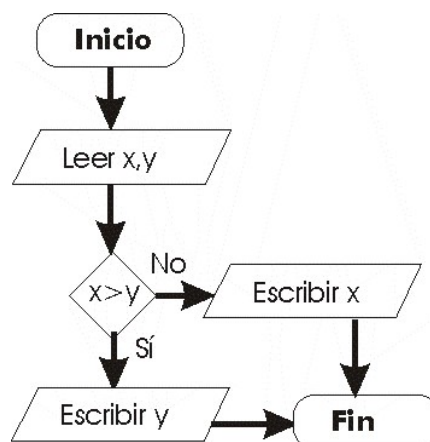 Inicio
Leer x,y
x>y
No
Escribir x
Sí
Escribir y
Fin